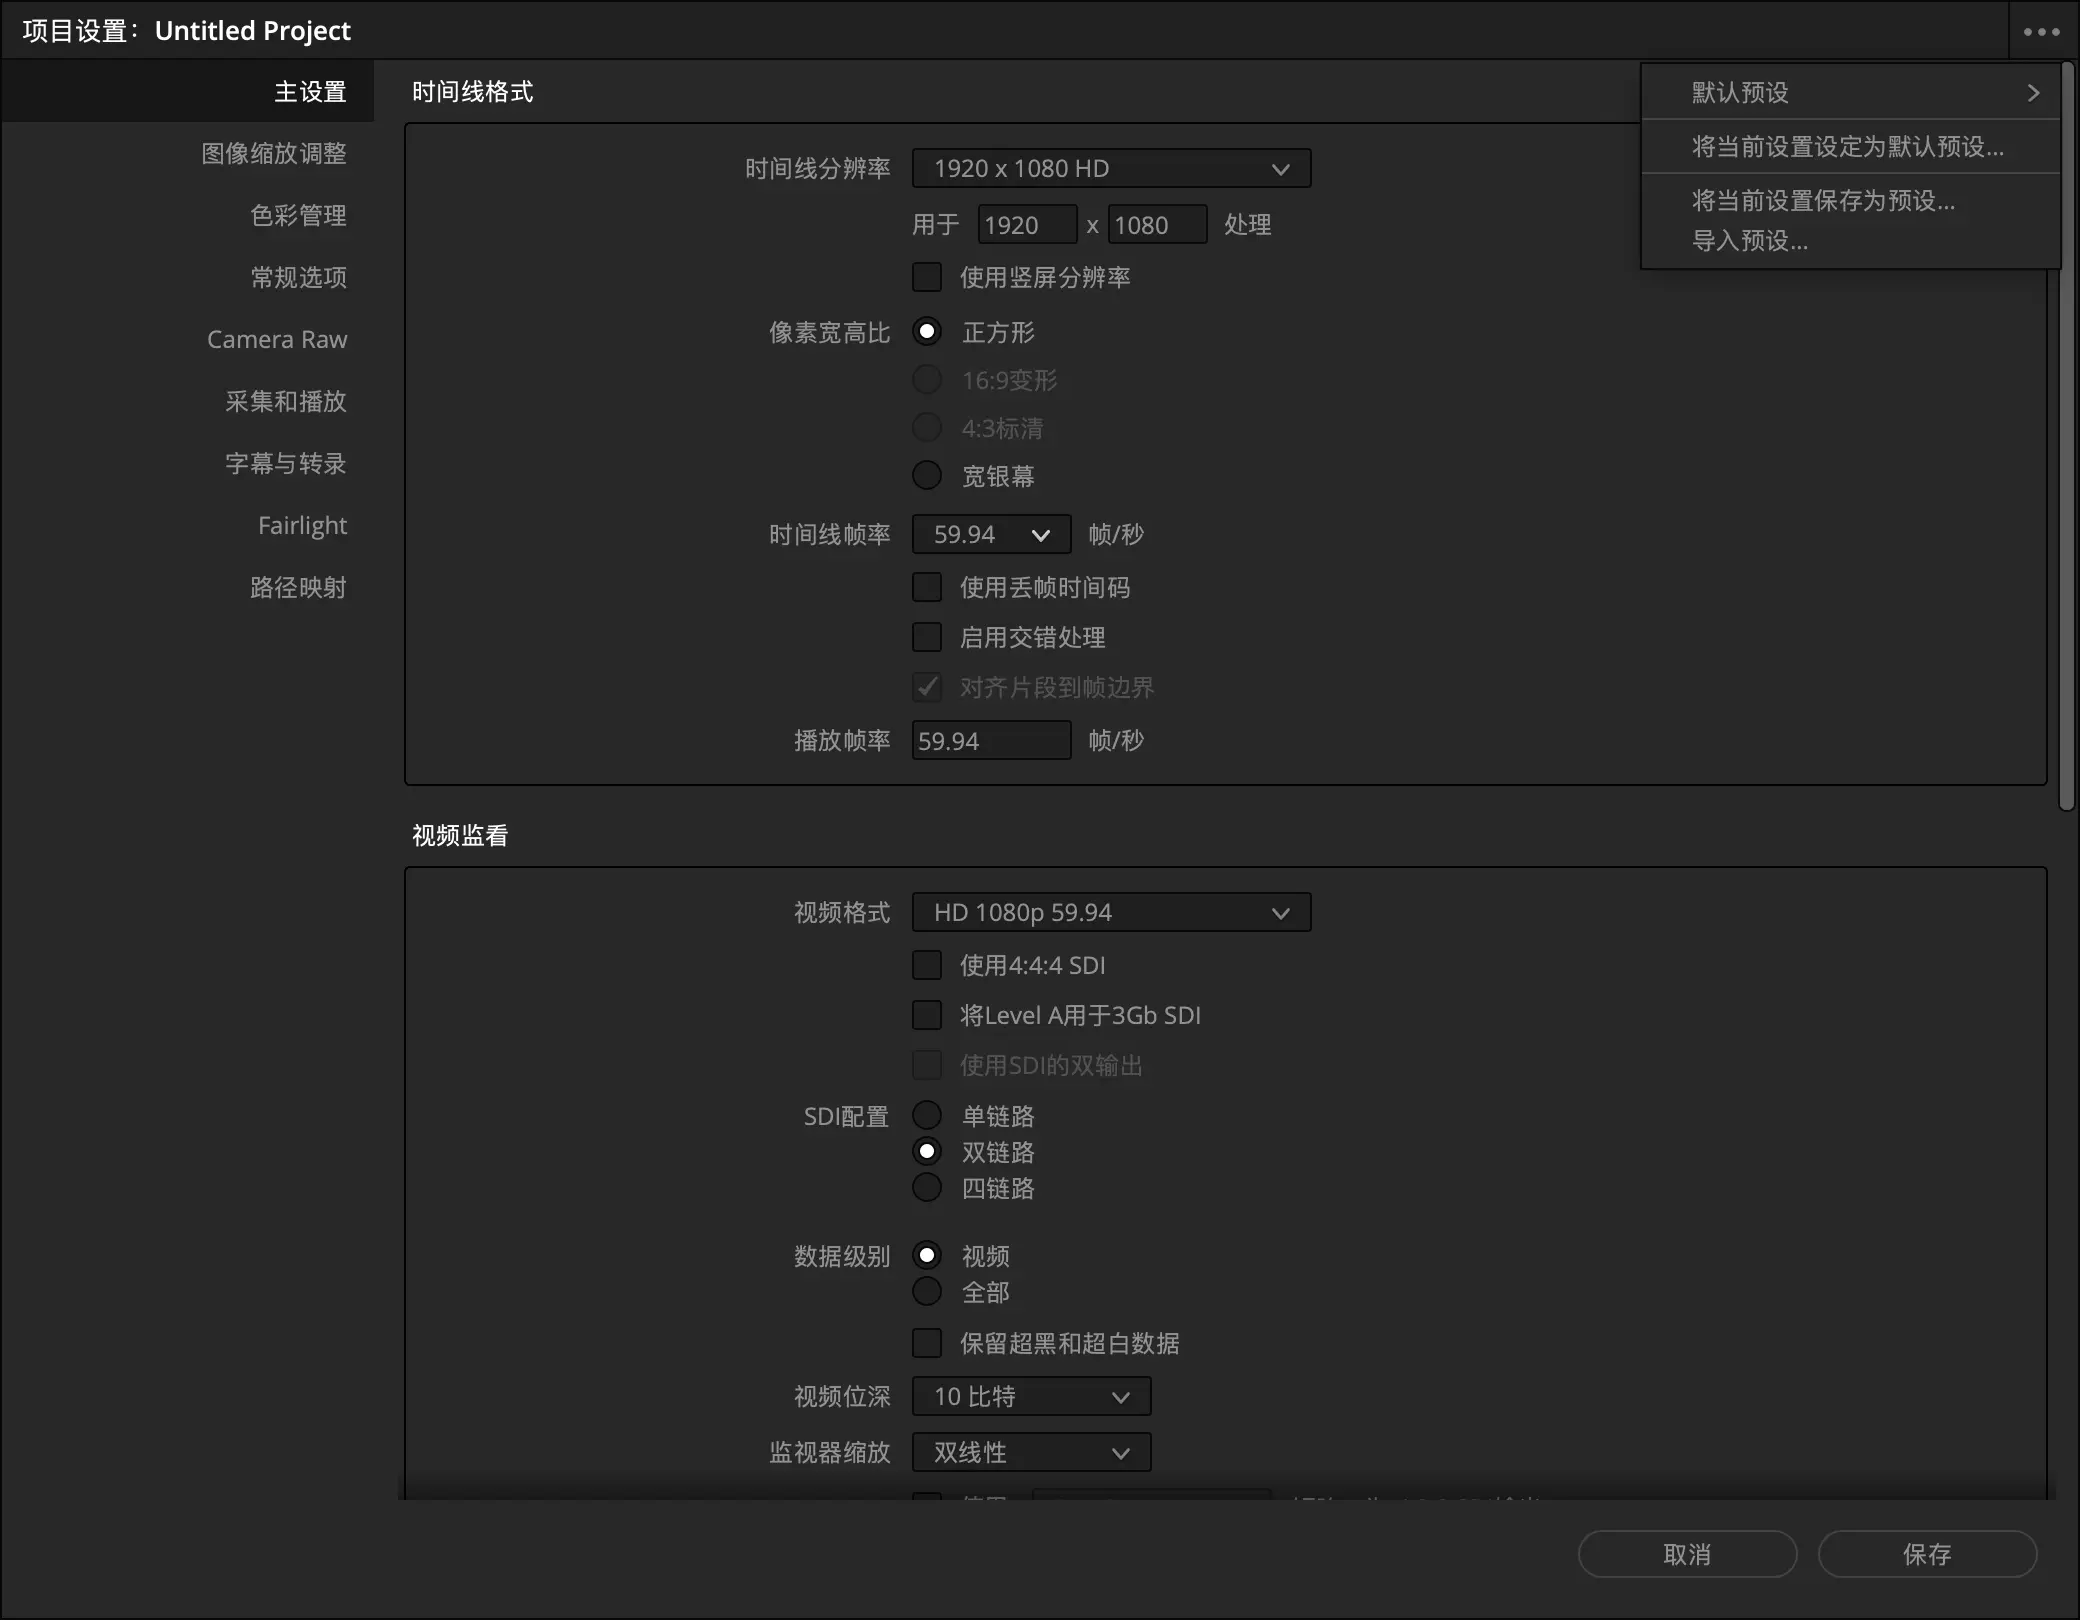 项目设置： Untitled Project
主设置
图像缩放调整
色彩管理
常规选项
Camera Raw
采集和播放
字幕与转录
Fairlight
路径映射
默认预设
将当前设置设定为默认预设...
将当前设置保存为预设...
导入预设...
时间线格式
时间线分辨率 1920 x 1080 HD
用于 1920 x 1080 处理
使用竖屏分辨率
像素宽高比 正方形
16:9变形
4:3标清
宽银幕
时间线帧率 59.94 帧/秒
使用丢帧时间码
启用交错处理
对齐片段到帧边界
播放帧率 59.94 帧/秒
视频监看
视频格式 HD 1080p 59.94
使用4:4:4 SDI
将Level A用于3Gb SDI
使用SDI的双输出
SDI配置 单链路
双链路
四链路
数据级别 视频
全部
保留超黑和超白数据
视频位深 10 比特
监视器缩放 双线性
取消
保存